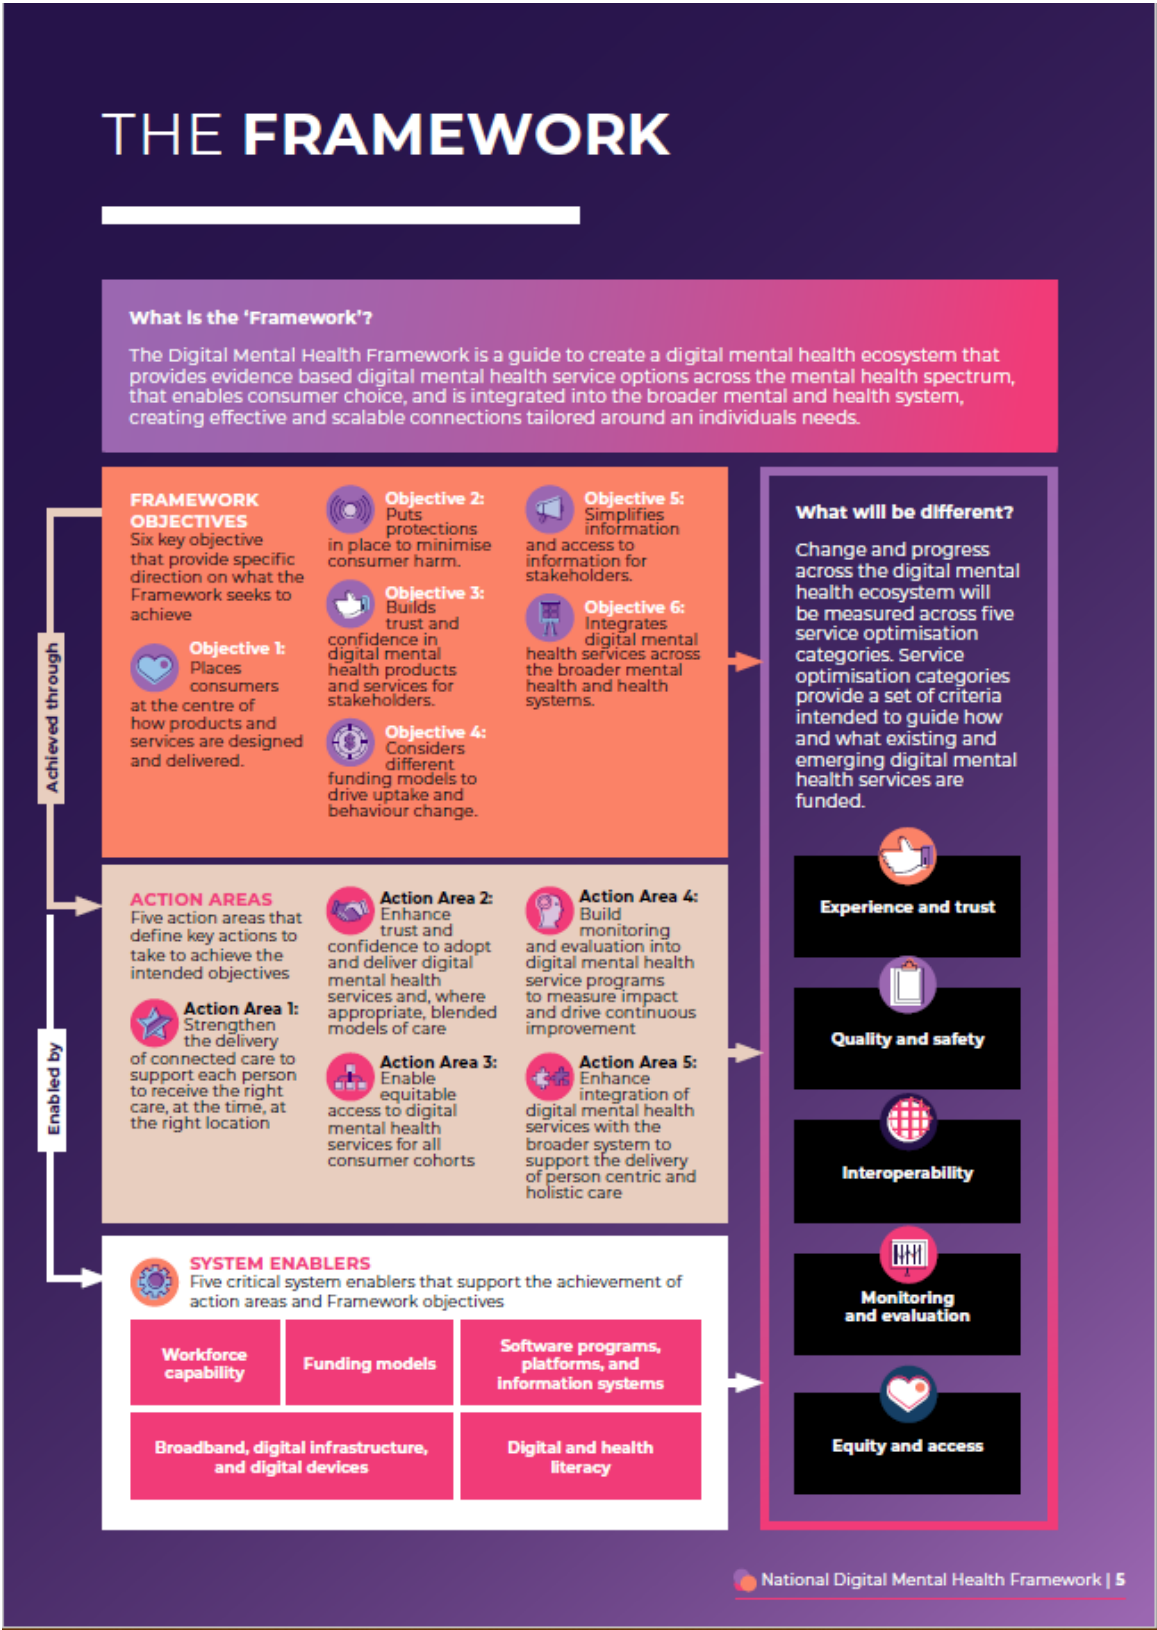 THE FRAMEWORK
What is the ‘Framework’?
The Digital Mental Health Framework is a guide to create a digital mental health ecosystem that
provides evidence based digital mental health service options across the mental health spectrum,
that enables consumer choice, and is integrated into the broader mental and health system,
creating effective and scalable connections tailored around an individuals needs.
Achieved through
Enabled by
FRAMEWORK
OBJECTIVES
Six key objective
that provide specific
direction on what the
Framework seeks to
achieve
Objective 1:
Places
consumers
at the centre of
how products and
services are designed
and delivered.
Objective 2:
Puts
protections
in place to minimise
consumer harm.
Objective 3:
Builds
trust and
confidence in
digital mental
health products
and services for
stakeholders.
Objective 4:
Considers
different
funding models to
drive uptake and
behaviour change.
Objective 5:
Simplifies
information
and access to
information for
stakeholders.
Objective 6:
Integrates
digital mental
health services across
the broader mental
health and health
systems.
ACTION AREAS
Five action areas that
define key actions to
take to achieve the
intended objectives
Action Area 1:
Strengthen
the delivery
of connected care to
support each person
to receive the right
care, at the time, at
the right location
Action Area 2:
Enhance
trust and
confidence to adopt
and deliver digital
mental health
services and, where
appropriate, blended
models of care
Action Area 3:
Enable
equitable
access to digital
mental health
services for all
consumer cohorts
Action Area 4:
Build
monitoring
and evaluation into
digital mental health
service programs
to measure impact
and drive continuous
improvement
Action Area 5:
Enhance
integration of
digital mental health
services with the
broader system to
support the delivery
of person centric and
holistic care
SYSTEM ENABLERS
Five critical system enablers that support the achievement of
action areas and Framework objectives
Workforce
capability
Funding models
Software programs,
platforms, and
information systems
Broadband, digital infrastructure,
and digital devices
Digital and health
literacy
What will be different?
Change and progress
across the digital mental
health ecosystem will
be measured across five
service optimisation
categories. Service
optimisation categories
provide a set of criteria
intended to guide how
and what existing and
emerging digital mental
health services are
funded.
Experience and trust
Quality and safety
Interoperability
Monitoring
and evaluation
Equity and access
National Digital Mental Health Framework | 5